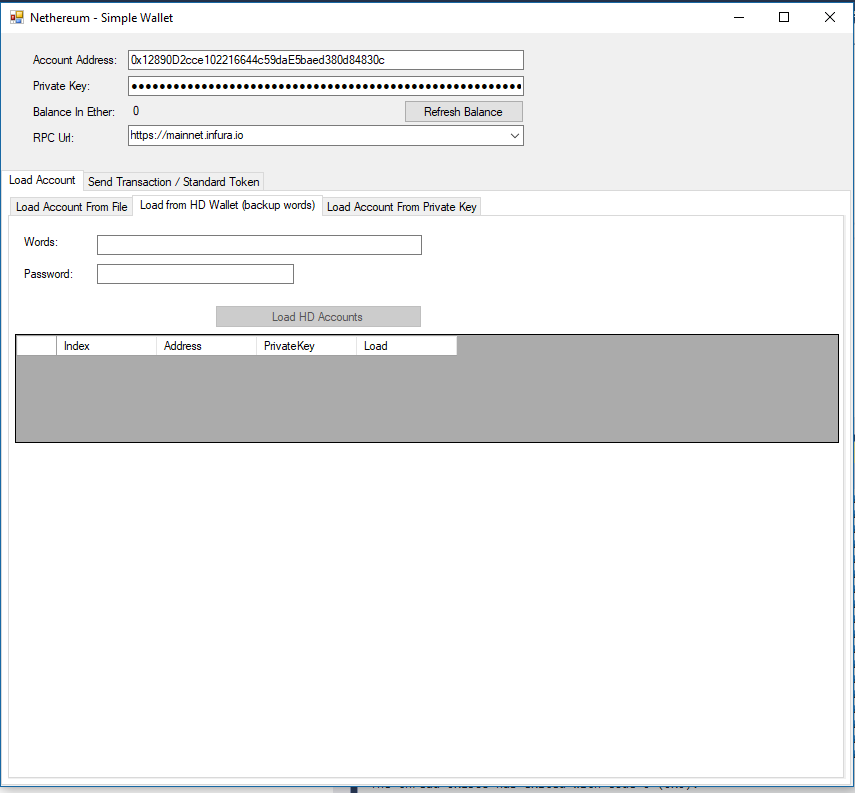 Nethereum - Simple Wallet
Account Address: 0x12890D2cce102216644c59daE5baed380d84830c
Private Key:
Balance In Ether: 0 Refresh Balance
RPC Url: https://mainnet.infura.io
Load Account Send Transaction / Standard Token
Load Account From File Load from HD Wallet (backup words) Load Account From Private Key
Words:
Password:
Load HD Accounts
Index Address PrivateKey Load